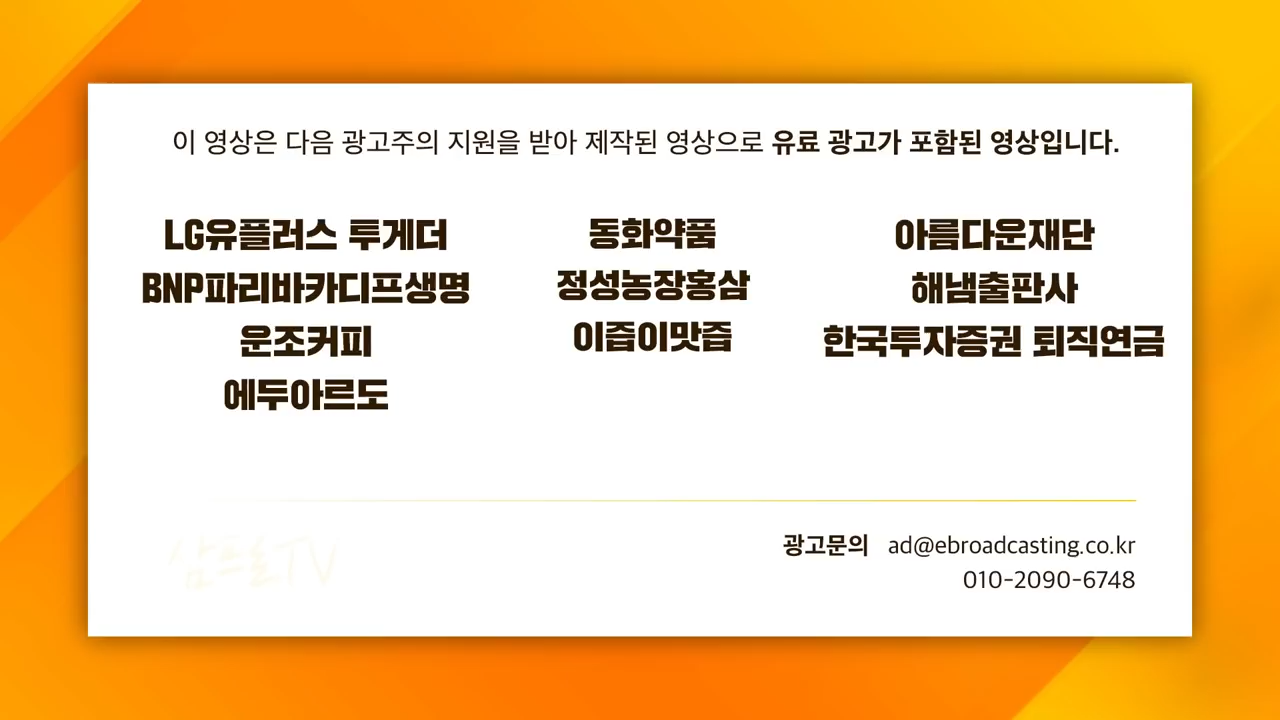 이 영상은 다음 광고주의 지원을 받아 제작된 영상으로 유료 광고가 포함된 영상입니다.
LG유플러스 투게더
BNP파리바카디프생명
운조커피
에두아르도
동화약품
정성농장홍삼
이즙이맛즙
아름다운재단
해냄출판사
한국투자증권 퇴직연금
삼프로TV
광고문의 ad@ebroadcasting.co.kr
010-2090-6748